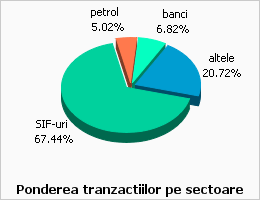 petrol
5.02%
banci
6.82%
altele
20.72%
SIF-uri
67.44%
Ponderea tranzactiilor pe sectoare